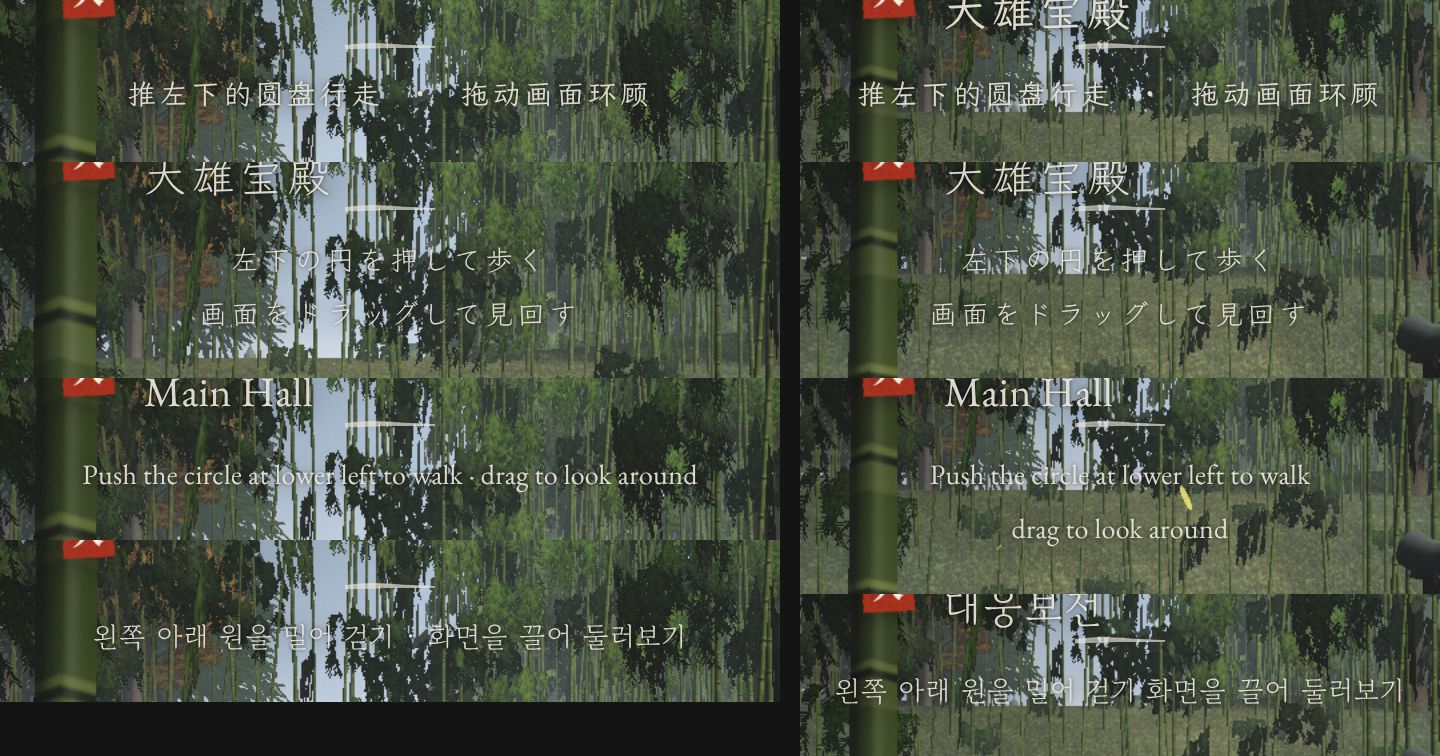 推左下的圆盘行走 · 拖动画面环顾
大雄宝殿
左下の円を押して歩く
画面をドラッグして見回す
Main Hall
Push the circle at lower left to walk · drag to look around
왼쪽 아래 원을 밀어 걷기 · 화면을 끌어 둘러보기
大雄宝殿
推左下的圆盘行走 · 拖动画面环顾
大雄宝殿
左下の円を押して歩く
画面をドラッグして見回す
Main Hall
Push the circle at lower left to walk
drag to look around
대웅보전
왼쪽 아래 원을 밀어 걷기 화면을 끌어 둘러보기